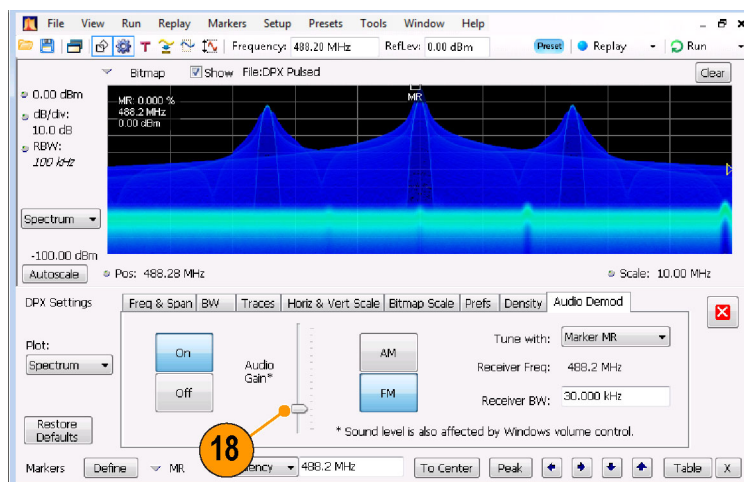 File View Run Replay Markers Setup Presets Tools Window Help
T Frequency: 488.20 MHz RefLev: 0.00 dBm Preset Replay Run
Bitmap Show File:DPX Pulsed Clear
0.00 dBm
dB/div:
10.0 dB
RBW:
100 kHz
MR: 0.000 %
488.2 MHz
0.00 dBm
MR
Spectrum
-100.00 dBm
Autoscale Pos: 488.28 MHz Scale: 10.00 MHz
DPX Settings Freq & Span BW Traces Horiz & Vert Scale Bitmap Scale Prefs Density Audio Demod
Plot:
Spectrum
Restore
Defaults
On
Off
Audio
Gain*
AM
FM
Tune with: Marker MR
Receiver Freq: 488.2 MHz
Receiver BW: 30.000 kHz
* Sound level is also affected by Windows volume control.
18
Markers Define MR 488.2 MHz To Center Peak Table X